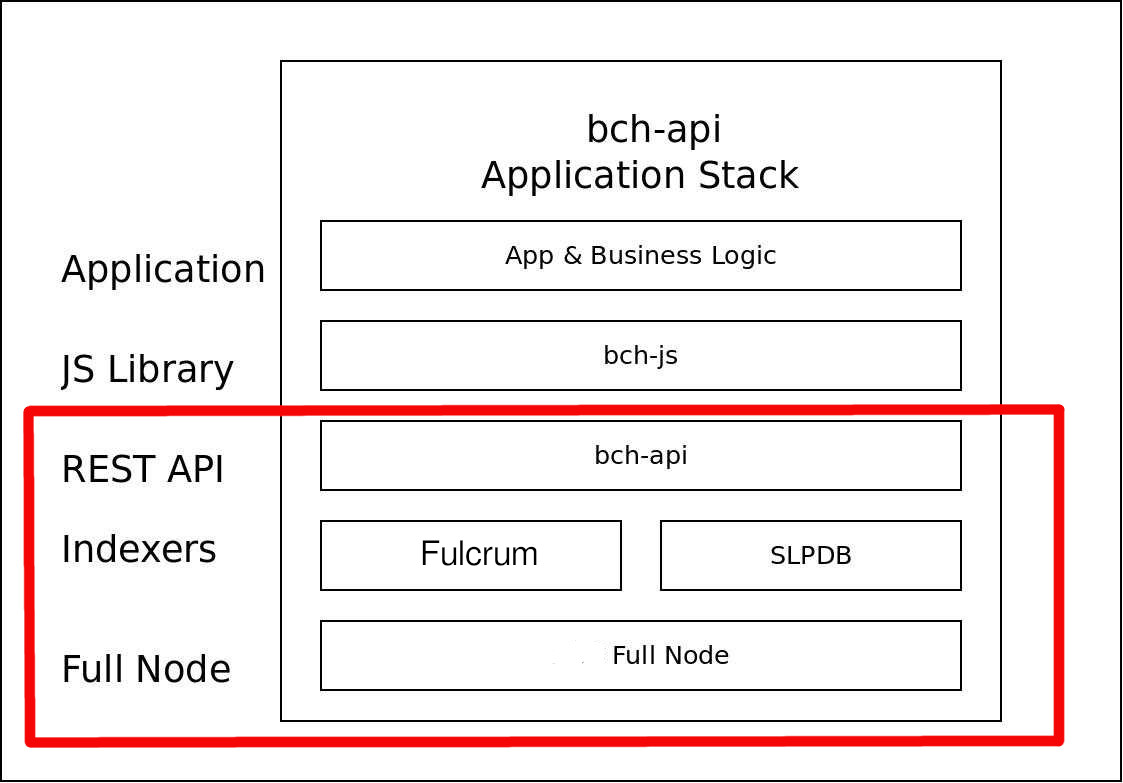 bch-api
Application Stack
Application
App & Business Logic
JS Library
bch-js
REST API
bch-api
Indexers
Fulcrum
SLPDB
Full Node
Full Node